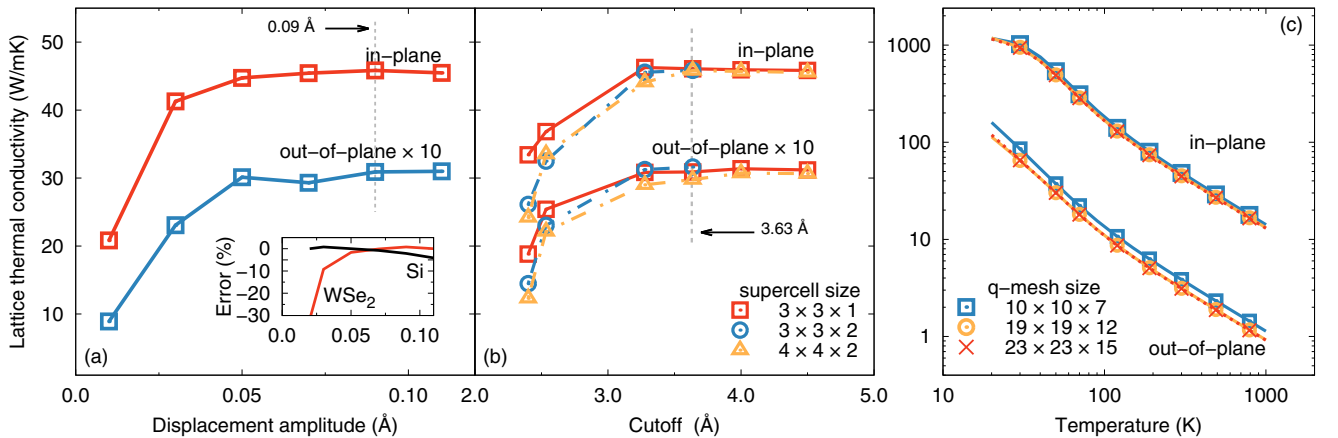 Lattice thermal conductivity (W/mK)
50
40
30
20
10
0.09 Å
in−plane
out−of−plane × 10
Error (%)
0
−10
−20
−30
WSe2
Si
0.0
0.05
0.10
(a)
0.0
0.05
0.10
Displacement amplitude (Å)
in−plane
out−of−plane × 10
3.63 Å
supercell size
3 × 3 × 1
3 × 3 × 2
4 × 4 × 2
(b)
2.0
3.0
4.0
5.0
Cutoff (Å)
(c)
1000
100
10
1
in−plane
q−mesh size
10 × 10 × 7
19 × 19 × 12
23 × 23 × 15
out−of−plane
10
100
1000
Temperature (K)